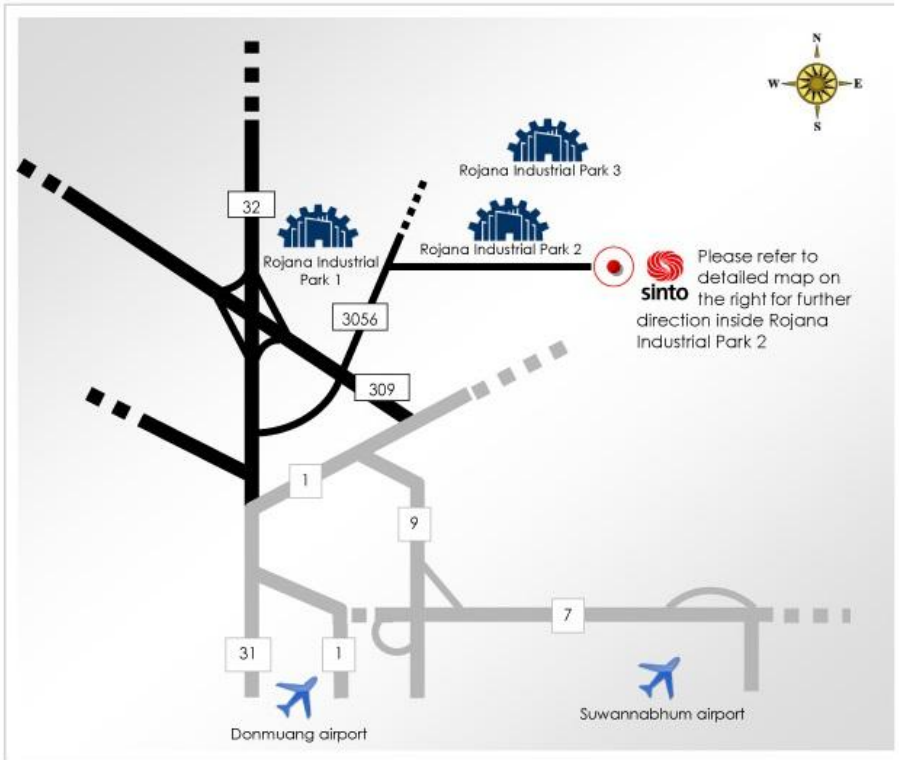 N
W
E
S
Rojana Industrial Park 3
32
Rojana Industrial
Park 1
Rojana Industrial Park 2
sinto
Please refer to
detailed map on
the right for further
direction inside Rojana
Industrial Park 2
3056
309
1
9
7
31
1
Donmuang airport
Suwannabhum airport